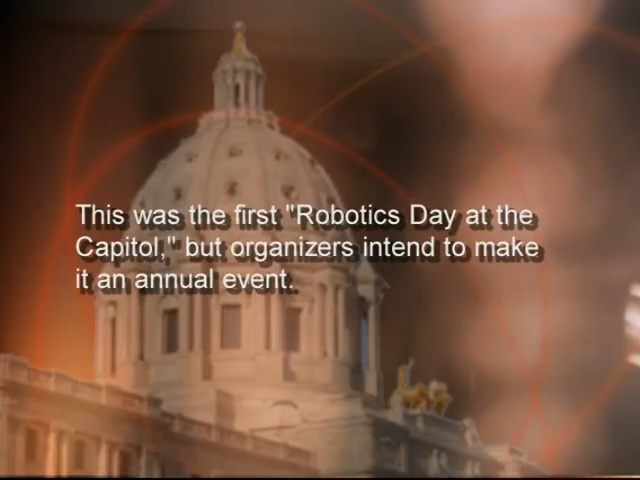 This was the first "Robotics Day at the
Capitol," but organizers intend to make
it an annual event.